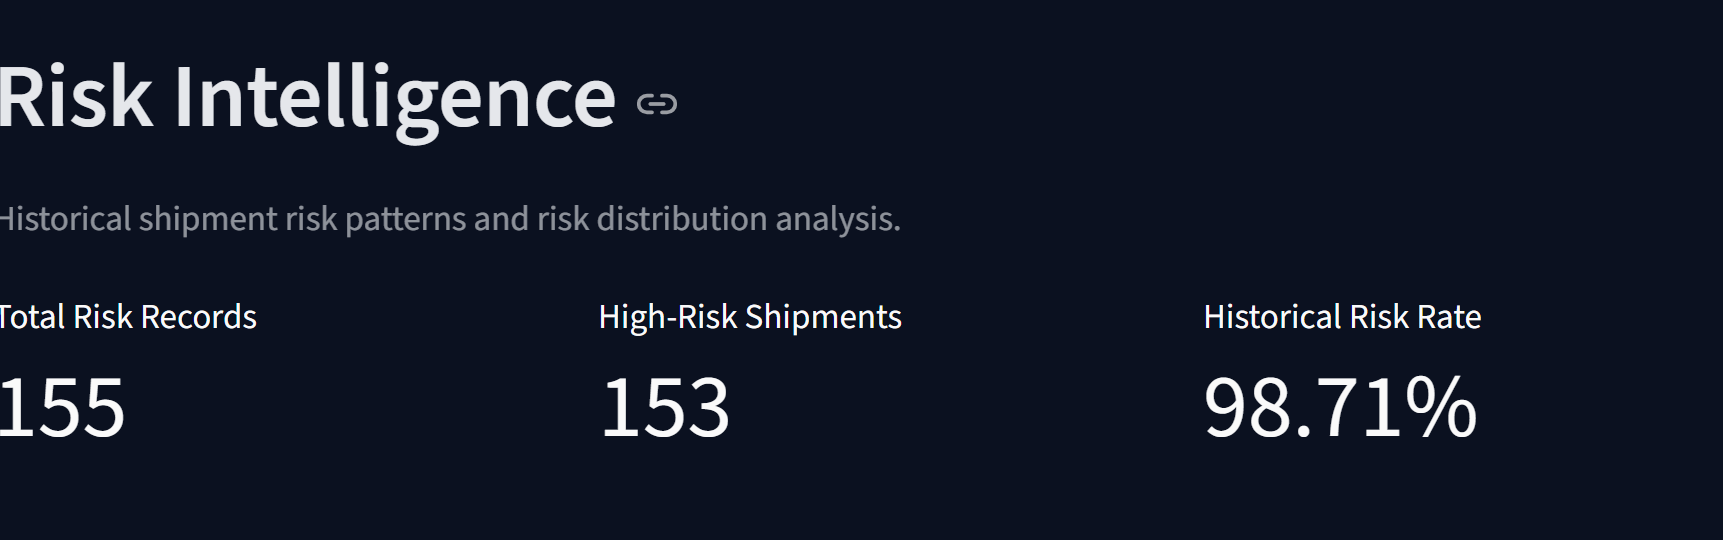 Risk Intelligence
Historical shipment risk patterns and risk distribution analysis.
Total Risk Records
High-Risk Shipments
Historical Risk Rate
155
153
98.71%